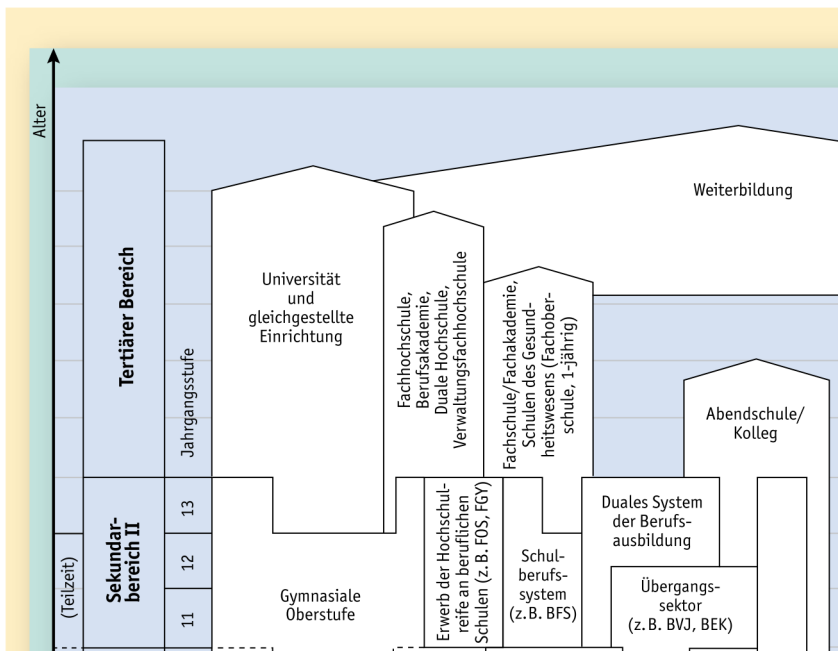 Alter
Tertiärer Bereich
Jahrgangsstufe
Universität
und
gleichgestellte
Einrichtung
Fachhochschule,
Berufsakademie,
Duale Hochschule,
Verwaltungsfachhochschule
Fachschule/Fachakademie,
Schulen des Gesund-
heitswesens (Fachober-
schule, 1-jährig)
Weiterbildung
Abendschule/
Kolleg
(Teilzeit)
Sekundar-
bereich II
13
12
11
Gymnasiale
Oberstufe
Erwerb der Hochschul-
reife an beruflichen
Schulen (z. B. FOS, FGY)
Schul-
berufs-
system
(z. B. BFS)
Duales System
der Berufs-
ausbildung
Übergangs-
sektor
(z. B. BVJ, BEK)